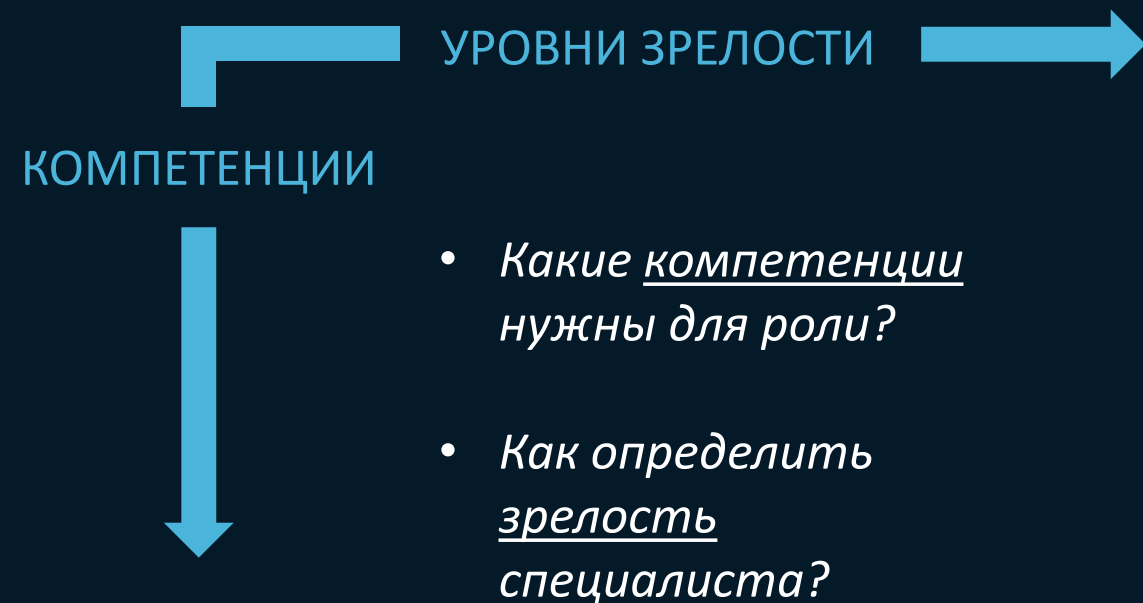 УРОВНИ ЗРЕЛОСТИ
КОМПЕТЕНЦИИ
• Какие компетенции
нужны для роли?
• Как определить
зрелость
специалиста?